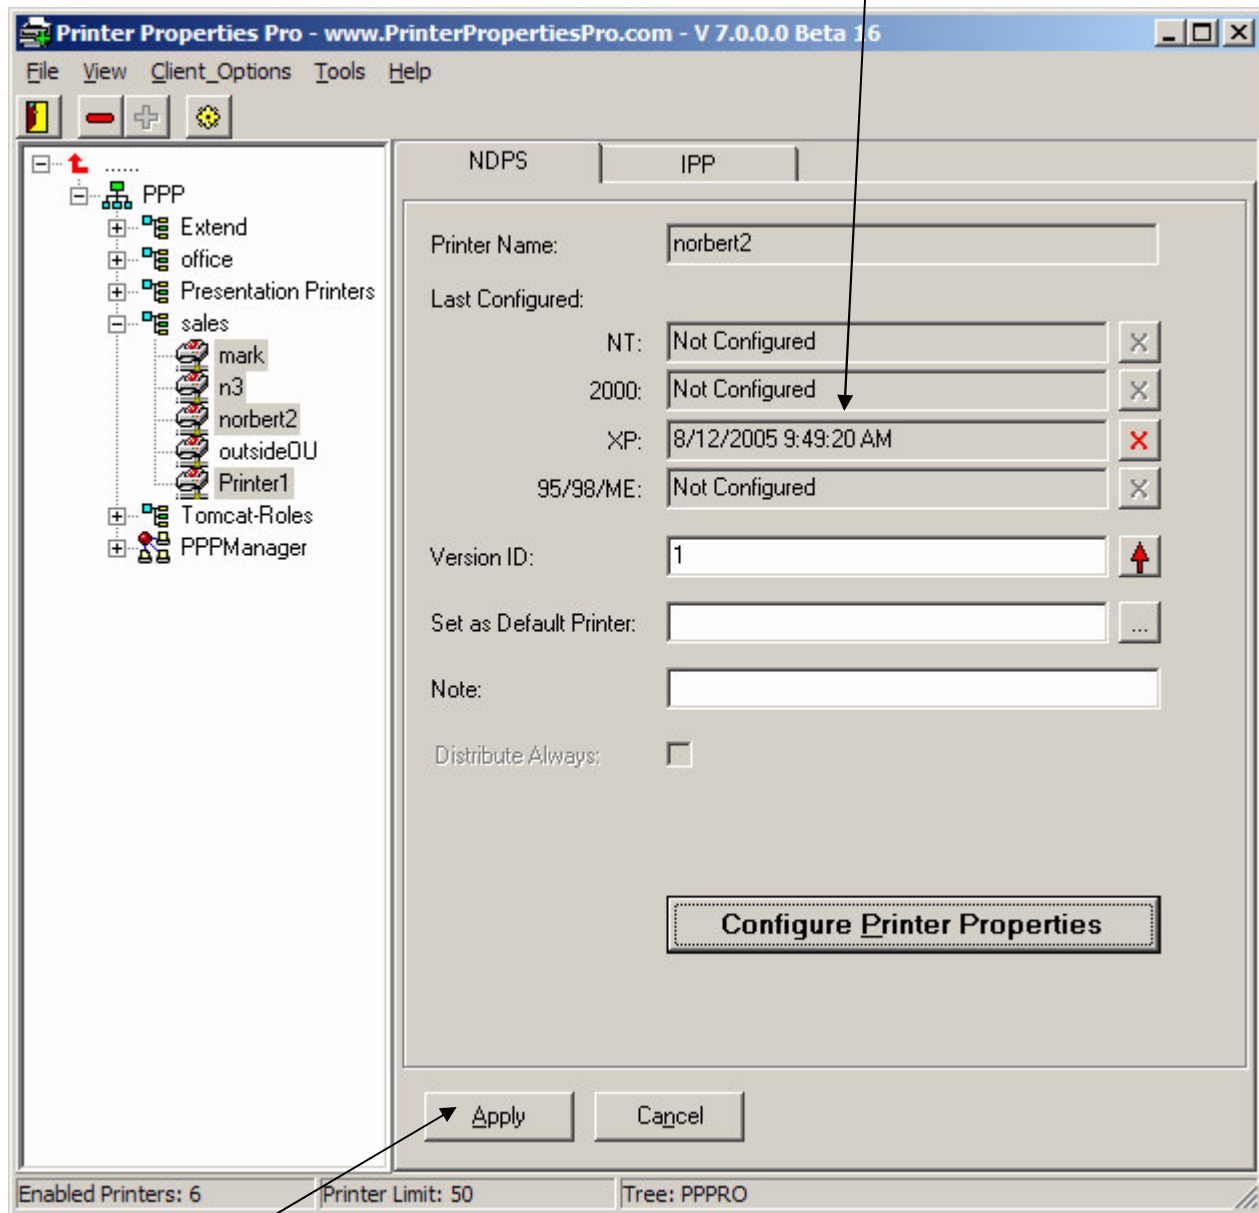 Printer Properties Pro - www.PrinterPropertiesPro.com - V 7.0.0.0 Beta 16
File View Client_Options Tools Help
......
PPP
Extend
office
Presentation Printers
sales
mark
n3
norbert2
outsideOU
Printer1
Tomcat-Roles
PPPManager
NDPS IPP
Printer Name: norbert2
Last Configured:
NT: Not Configured
2000: Not Configured
XP: 8/12/2005 9:49:20 AM
95/98/ME: Not Configured
Version ID: 1
Set as Default Printer: ...
Note:
Distribute Always:
Configure Printer Properties
Apply Cancel
Enabled Printers: 6 Printer Limit: 50 Tree: PPPRO